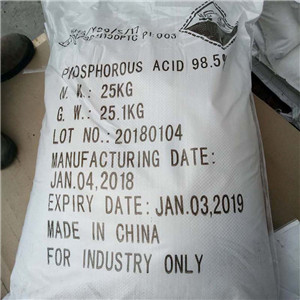 PHOSPHOROUS ACID 98.5%
N. W.: 25KG
G. W.: 25.1KG
LOT NO.: 20180104
MANUFACTURING DATE:
JAN.04,2018
EXPIRY DATE: JAN.03,2019
MADE IN CHINA
FOR INDUSTRY ONLY